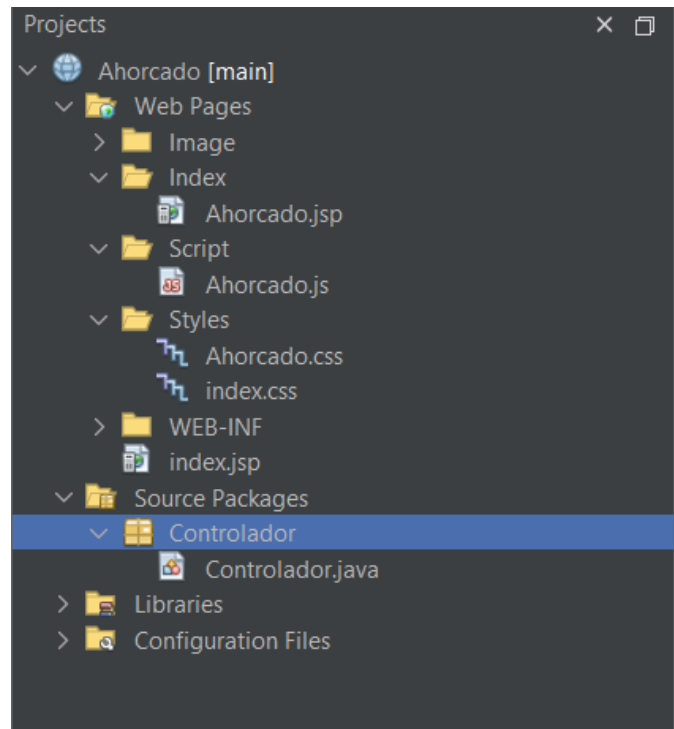 Projects
Ahorcado [main]
Web Pages
Image
Index
Ahorcado.jsp
Script
Ahorcado.js
Styles
Ahorcado.css
index.css
WEB-INF
index.jsp
Source Packages
Controlador
Controlador.java
Libraries
Configuration Files